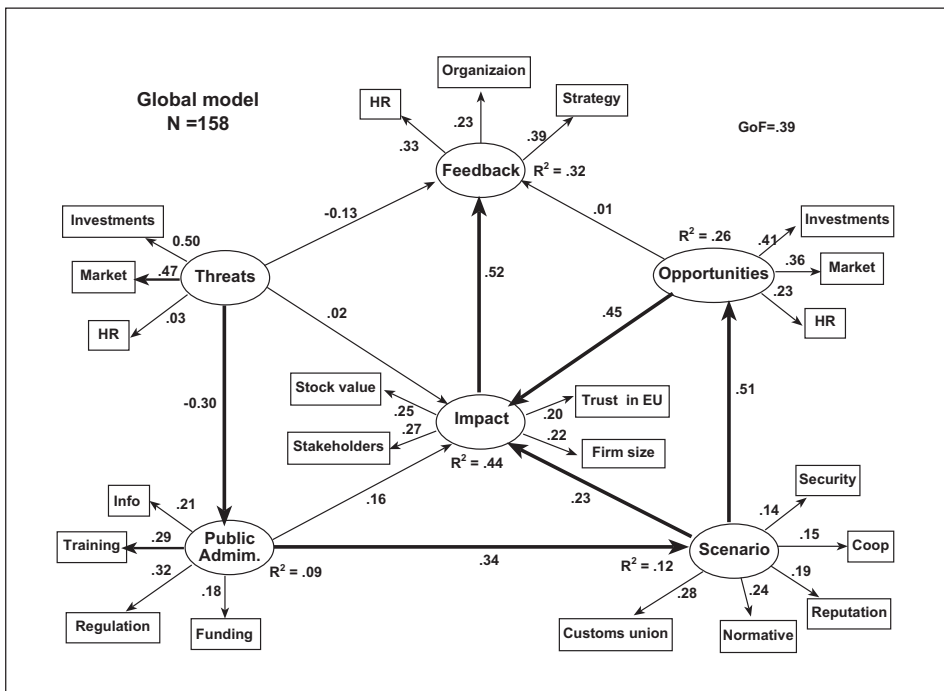 Global model
N =158
GoF=.39
Organizaion
HR
Strategy
.23
.33
.39
Feedback
R² = .32
-0.13
.01
Investments
0.50
Market
.47
Threats
HR
.03
R² = .26
Investments
.41
Opportunities
.36
Market
.23
HR
.52
.02
.45
-0.30
.51
Stock value
.25
Stakeholders
.27
Impact
R² = .44
.20
Trust in EU
.22
Firm size
.16
.23
Info
.21
Training
.29
Regulation
.32
Funding
.18
Public
Admim.
R² = .09
.34
R² = .12
Scenario
Security
.14
Coop
.15
Reputation
.19
Normative
.24
Customs union
.28